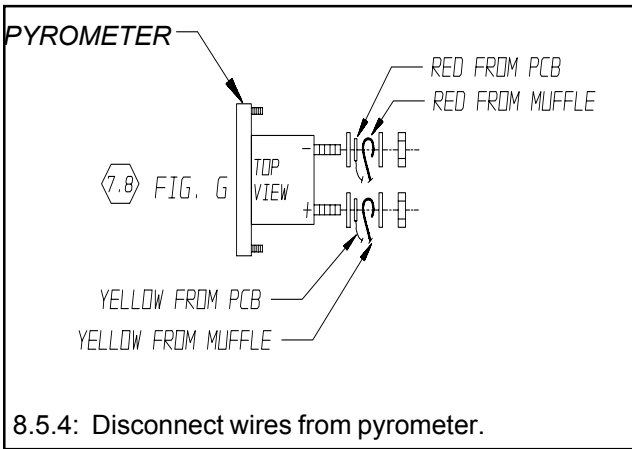 PYROMETER
RED FROM PCB
RED FROM MUFFLE
-
TOP
VIEW
7.8 FIG. G
+
YELLOW FROM PCB
YELLOW FROM MUFFLE
8.5.4: Disconnect wires from pyrometer.